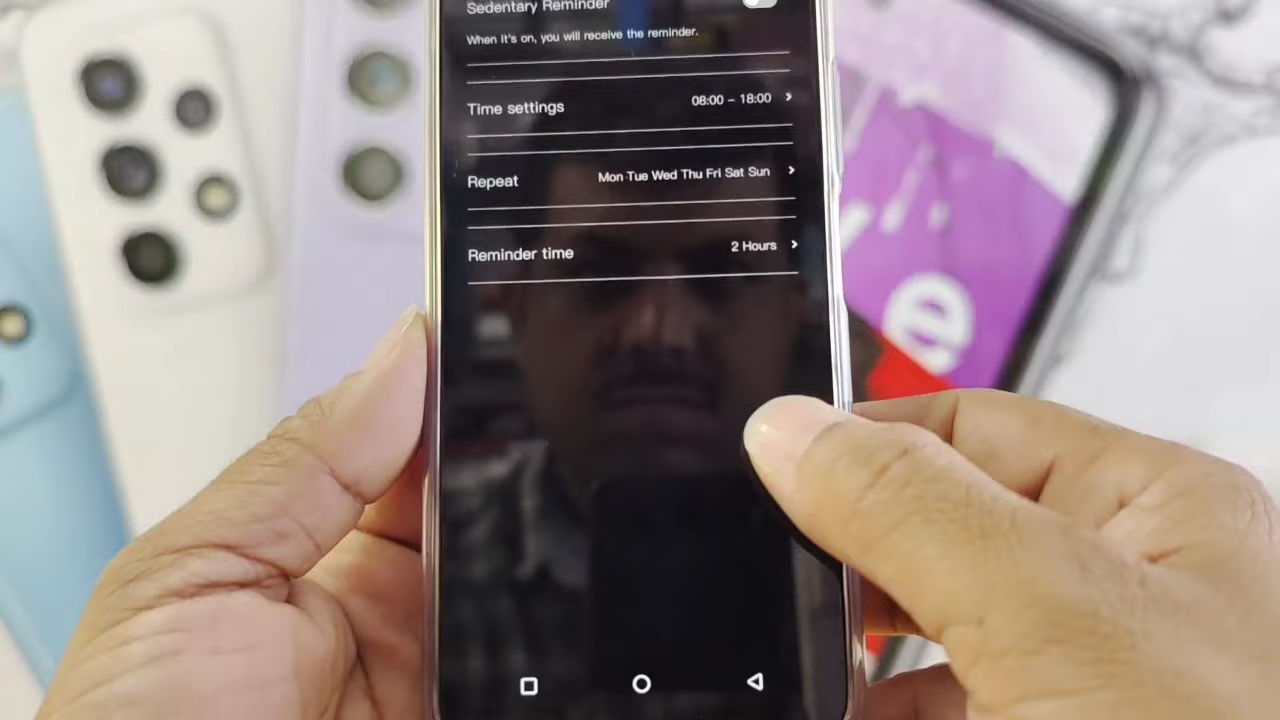 Sedentary Reminder
When it's on, you will receive the reminder.
Time settings 08:00 – 18:00
Repeat Mon Tue Wed Thu Fri Sat Sun
Reminder time 2 Hours
e